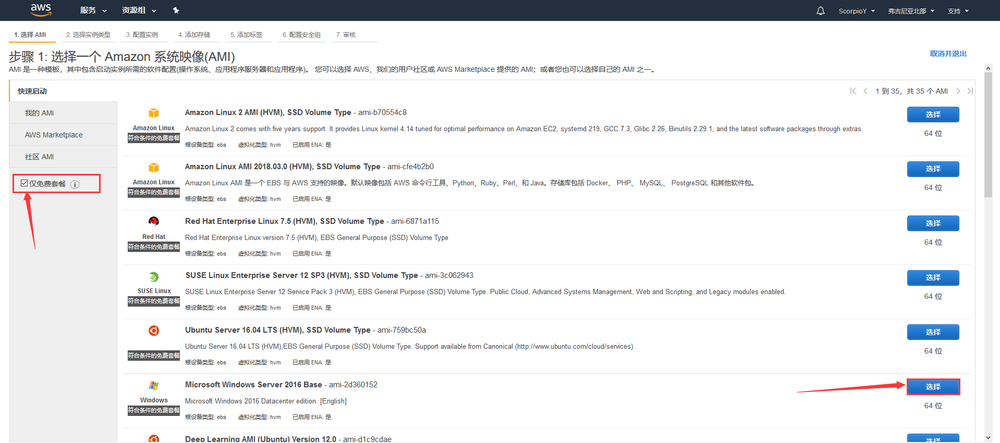 aws 服务 资源组 ScorpioY 弗吉尼亚北部 支持
1. 选择 AMI 2. 选择实例类型 3. 配置实例 4. 添加存储 5. 添加标签 6. 配置安全组 7. 审核
步骤 1: 选择一个 Amazon 系统映像(AMI)
取消并退出
AMI 是一种模板，其中包含启动实例所需的软件配置(操作系统、应用程序服务器和应用程序)。 您可以选择 AWS、我们的用户社区或 AWS Marketplace 提供的 AMI；或者您也可以选择自己的 AMI 之一。
快速启动
1 到 35，共 35 个 AMI
我的 AMI
AWS Marketplace
社区 AMI
仅免费套餐
Amazon Linux
符合条件的免费套餐
Amazon Linux 2 AMI (HVM), SSD Volume Type - ami-b70554c8
Amazon Linux 2 comes with five years support. It provides Linux kernel 4.14 tuned for optimal performance on Amazon EC2, systemd 219, GCC 7.3, Glibc 2.26, Binutils 2.29.1, and the latest software packages through extras.
根设备类型: ebs 虚拟化类型: hvm 已启用 ENA: 是
选择
64 位
Amazon Linux
符合条件的免费套餐
Amazon Linux AMI 2018.03.0 (HVM), SSD Volume Type - ami-cfe4b2b0
Amazon Linux AMI 是一个 EBS 与 AWS 支持的映像。默认映像包括 AWS 命令行工具、Python、Ruby、Perl、和 Java。存储库包括 Docker、 PHP、 MySQL、 PostgreSQL 和其他软件包。
根设备类型: ebs 虚拟化类型: hvm 已启用 ENA: 是
选择
64 位
Red Hat
符合条件的免费套餐
Red Hat Enterprise Linux 7.5 (HVM), SSD Volume Type - ami-6871a115
Red Hat Enterprise Linux version 7.5 (HVM), EBS General Purpose (SSD) Volume Type
根设备类型: ebs 虚拟化类型: hvm 已启用 ENA: 是
选择
64 位
SUSE Linux
符合条件的免费套餐
SUSE Linux Enterprise Server 12 SP3 (HVM), SSD Volume Type - ami-3c062943
SUSE Linux Enterprise Server 12 Service Pack 3 (HVM), EBS General Purpose (SSD) Volume Type. Public Cloud, Advanced Systems Management, Web and Scripting, and Legacy modules enabled.
根设备类型: ebs 虚拟化类型: hvm 已启用 ENA: 是
选择
64 位
符合条件的免费套餐
Ubuntu Server 16.04 LTS (HVM), SSD Volume Type - ami-759bc50a
Ubuntu Server 16.04 LTS (HVM),EBS General Purpose (SSD) Volume Type. Support available from Canonical (http://www.ubuntu.com/cloud/services).
根设备类型: ebs 虚拟化类型: hvm 已启用 ENA: 是
选择
64 位
Windows
符合条件的免费套餐
Microsoft Windows Server 2016 Base - ami-2d360152
Microsoft Windows 2016 Datacenter edition. [English]
根设备类型: ebs 虚拟化类型: hvm 已启用 ENA: 是
选择
64 位
Deep Learning AMI (Ubuntu) Version 12.0 - ami-d1c9cdae
选择